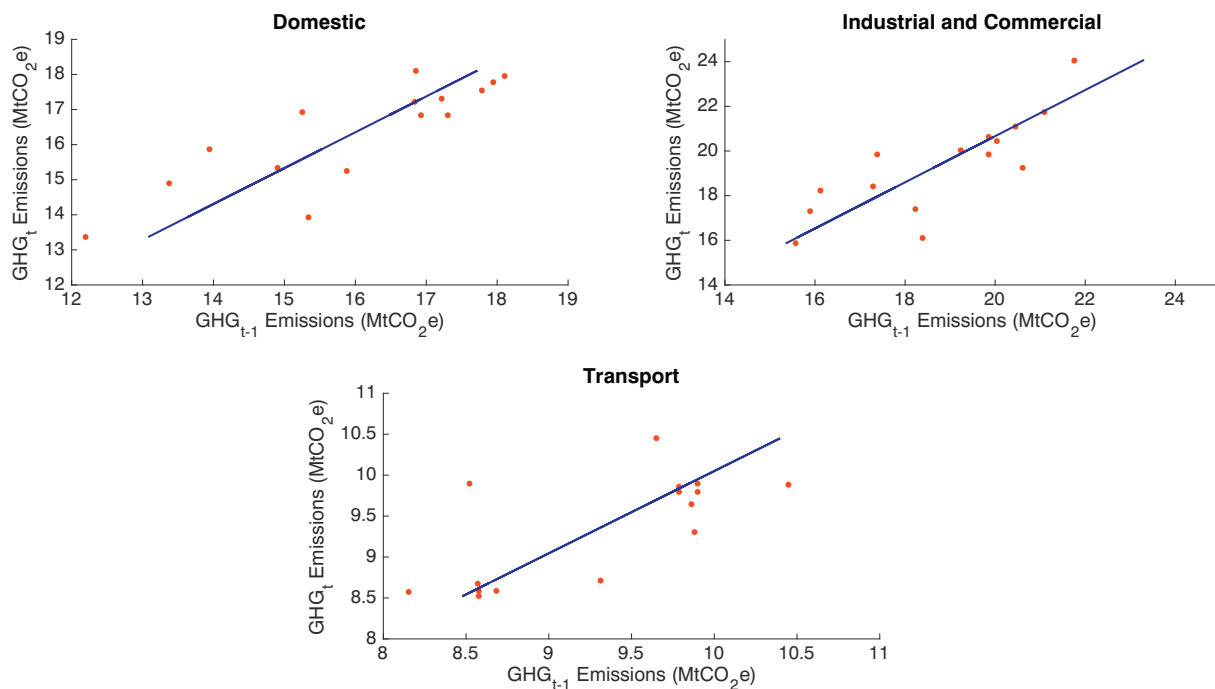 Domestic
GHG_t Emissions (MtCO_2e)
19
18
17
16
15
14
13
12
12 13 14 15 16 17 18 19
GHG_t-1 Emissions (MtCO_2e)
Industrial and Commercial
GHG_t Emissions (MtCO_2e)
24
22
20
18
16
14
14 16 18 20 22 24
GHG_t-1 Emissions (MtCO_2e)
Transport
GHG_t Emissions (MtCO_2e)
11
10.5
10
9.5
9
8.5
8
8 8.5 9 9.5 10 10.5 11
GHG_t-1 Emissions (MtCO_2e)